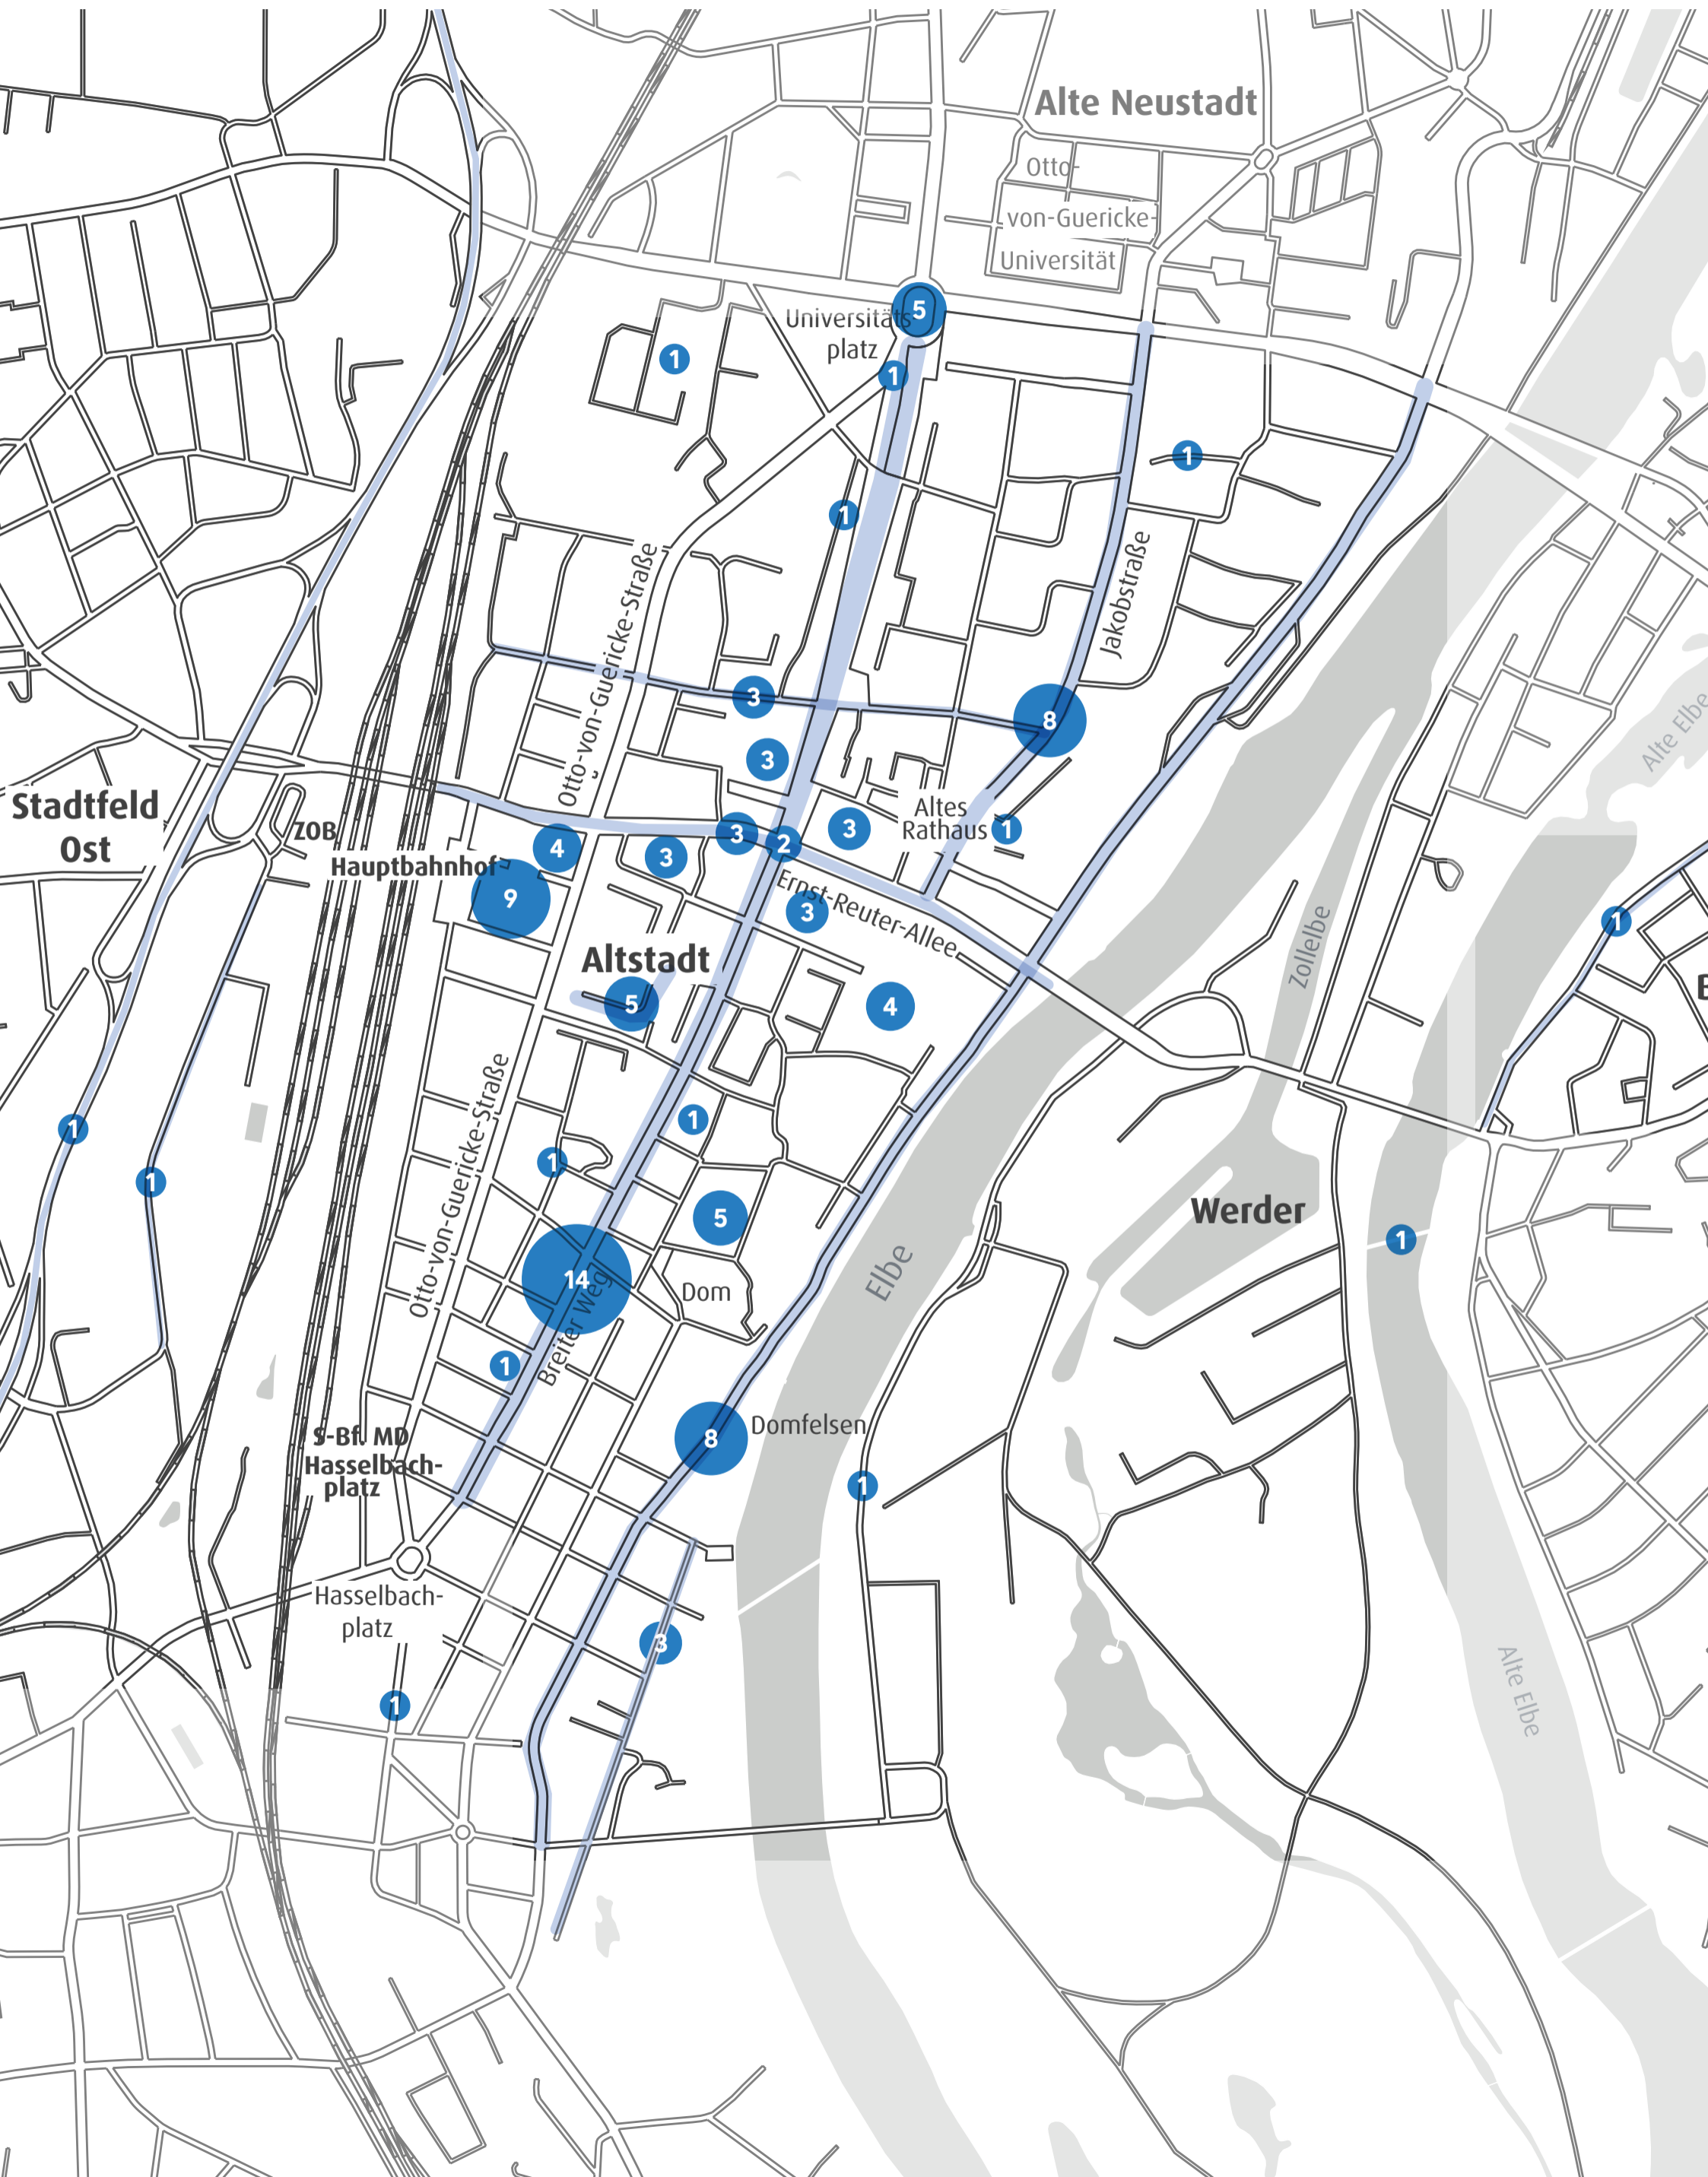 Alte Neustadt
Otto-
von-Guericke-
Universität
5
Universitäts
platz
1
1
1
1
Otto-von-Guericke-Straße
Jakobstraße
3
8
3
Alte Elbe
Stadtfeld
Ost
ZOB
Hauptbahnhof
4
3
3
2
3
Altes
Rathaus
1
9
3
Ernst-Reuter-Allee
1
Zollelbe
Altstadt
5
4
Otto-von-Guericke-Straße
1
1
1
1
5
Werder
1
Elbe
14
Dom
Breiter Weg
1
8
Domfelsen
S-Bf. MD
Hasselbach-
platz
1
Hasselbach-
platz
3
1
Alte Elbe